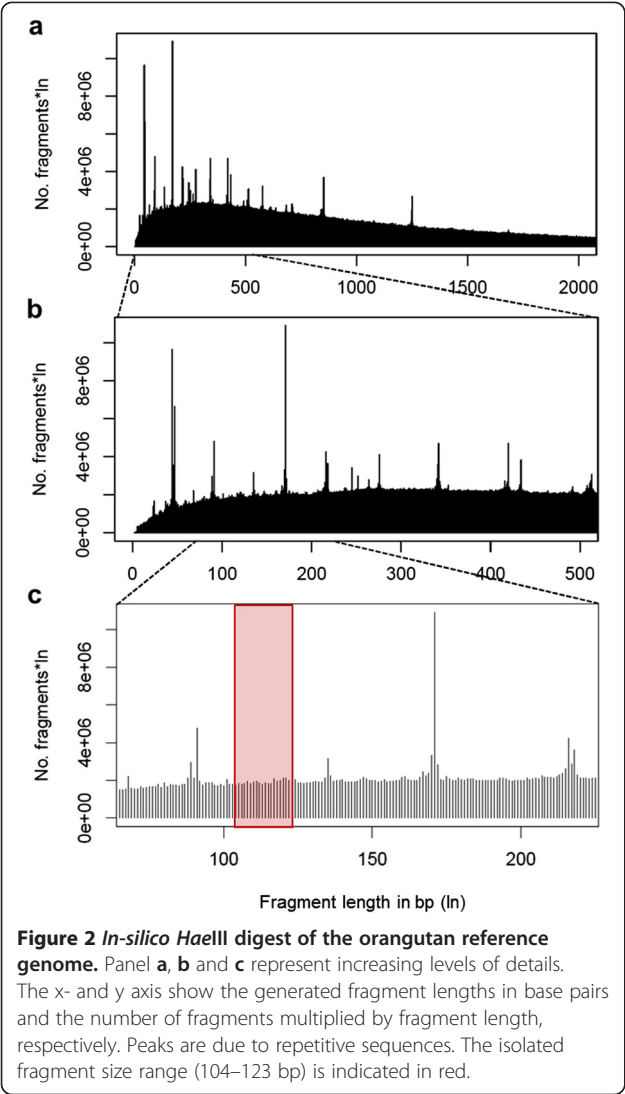 a
No. fragments*ln
8e+06
4e+06
0e+00
0 500 1000 1500 2000
b
No. fragments*ln
8e+06
4e+06
0e+00
0 100 200 300 400 500
c
No. fragments*ln
8e+06
4e+06
0e+00
100 150 200
Fragment length in bp (ln)
Figure 2 In-silico HaeIII digest of the orangutan reference
genome. Panel a, b and c represent increasing levels of details.
The x- and y axis show the generated fragment lengths in base pairs
and the number of fragments multiplied by fragment length,
respectively. Peaks are due to repetitive sequences. The isolated
fragment size range (104–123 bp) is indicated in red.